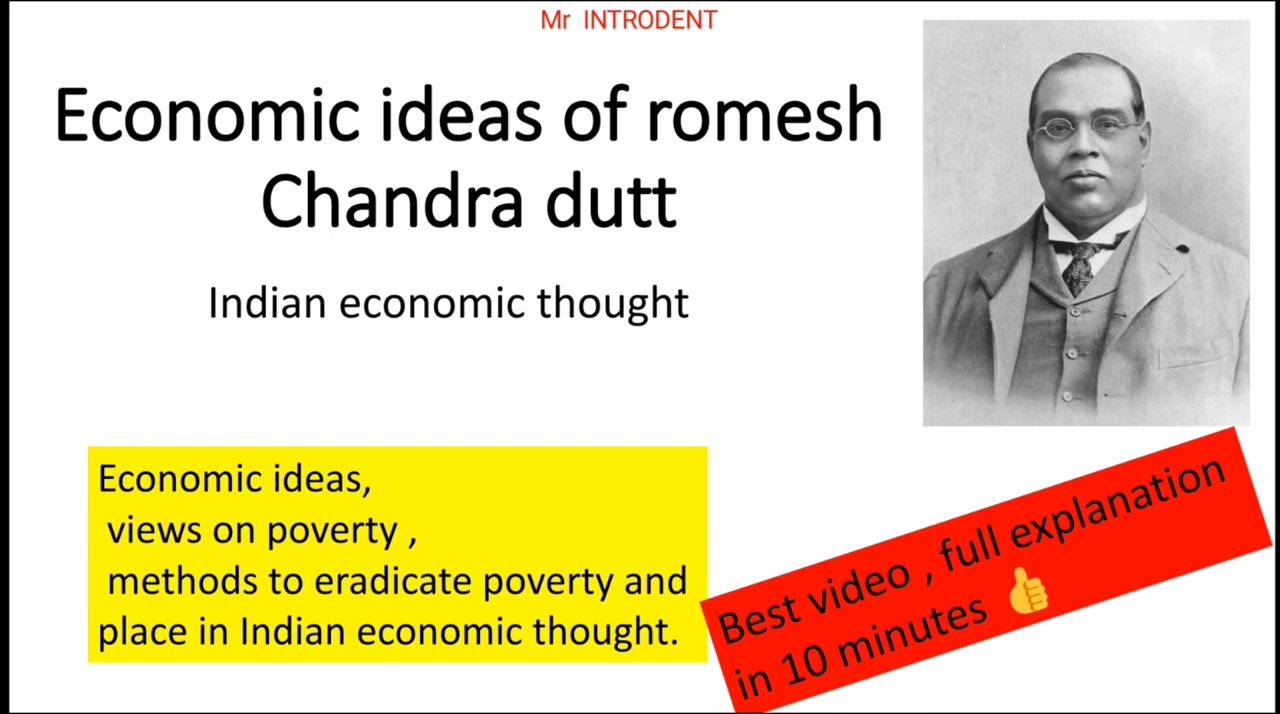 Mr INTRODENT
Economic ideas of romesh
Chandra dutt
Indian economic thought
Economic ideas,
views on poverty ,
methods to eradicate poverty and
place in Indian economic thought.
Best video , full explanation
in 10 minutes 👍